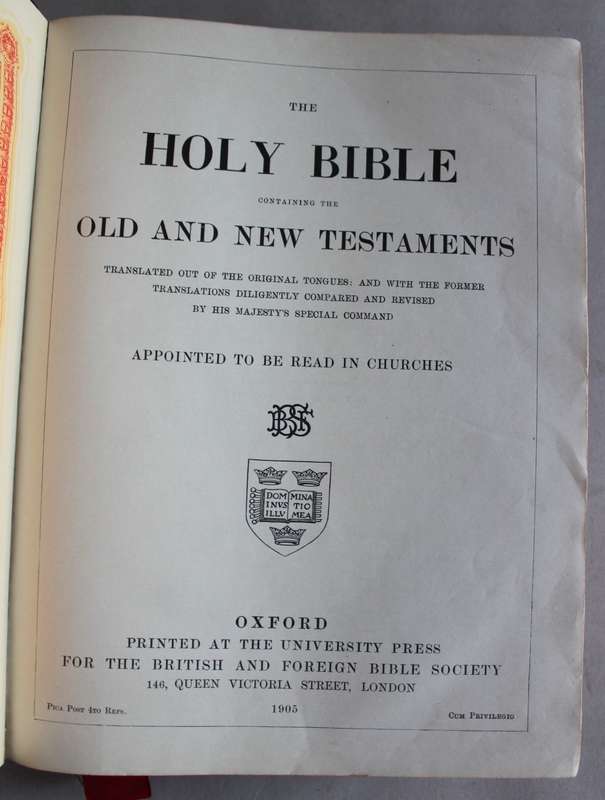 THE
HOLY BIBLE
CONTAINING THE
OLD AND NEW TESTAMENTS
TRANSLATED OUT OF THE ORIGINAL TONGUES: AND WITH THE FORMER
TRANSLATIONS DILIGENTLY COMPARED AND REVISED
BY HIS MAJESTY'S SPECIAL COMMAND
APPOINTED TO BE READ IN CHURCHES
BFBS
DOM MINA
INVS TIO
ILLV MEA
OXFORD
PRINTED AT THE UNIVERSITY PRESS
FOR THE BRITISH AND FOREIGN BIBLE SOCIETY
146, QUEEN VICTORIA STREET, LONDON
Pica Post 4to Refs. 1905 Cum Privilegio